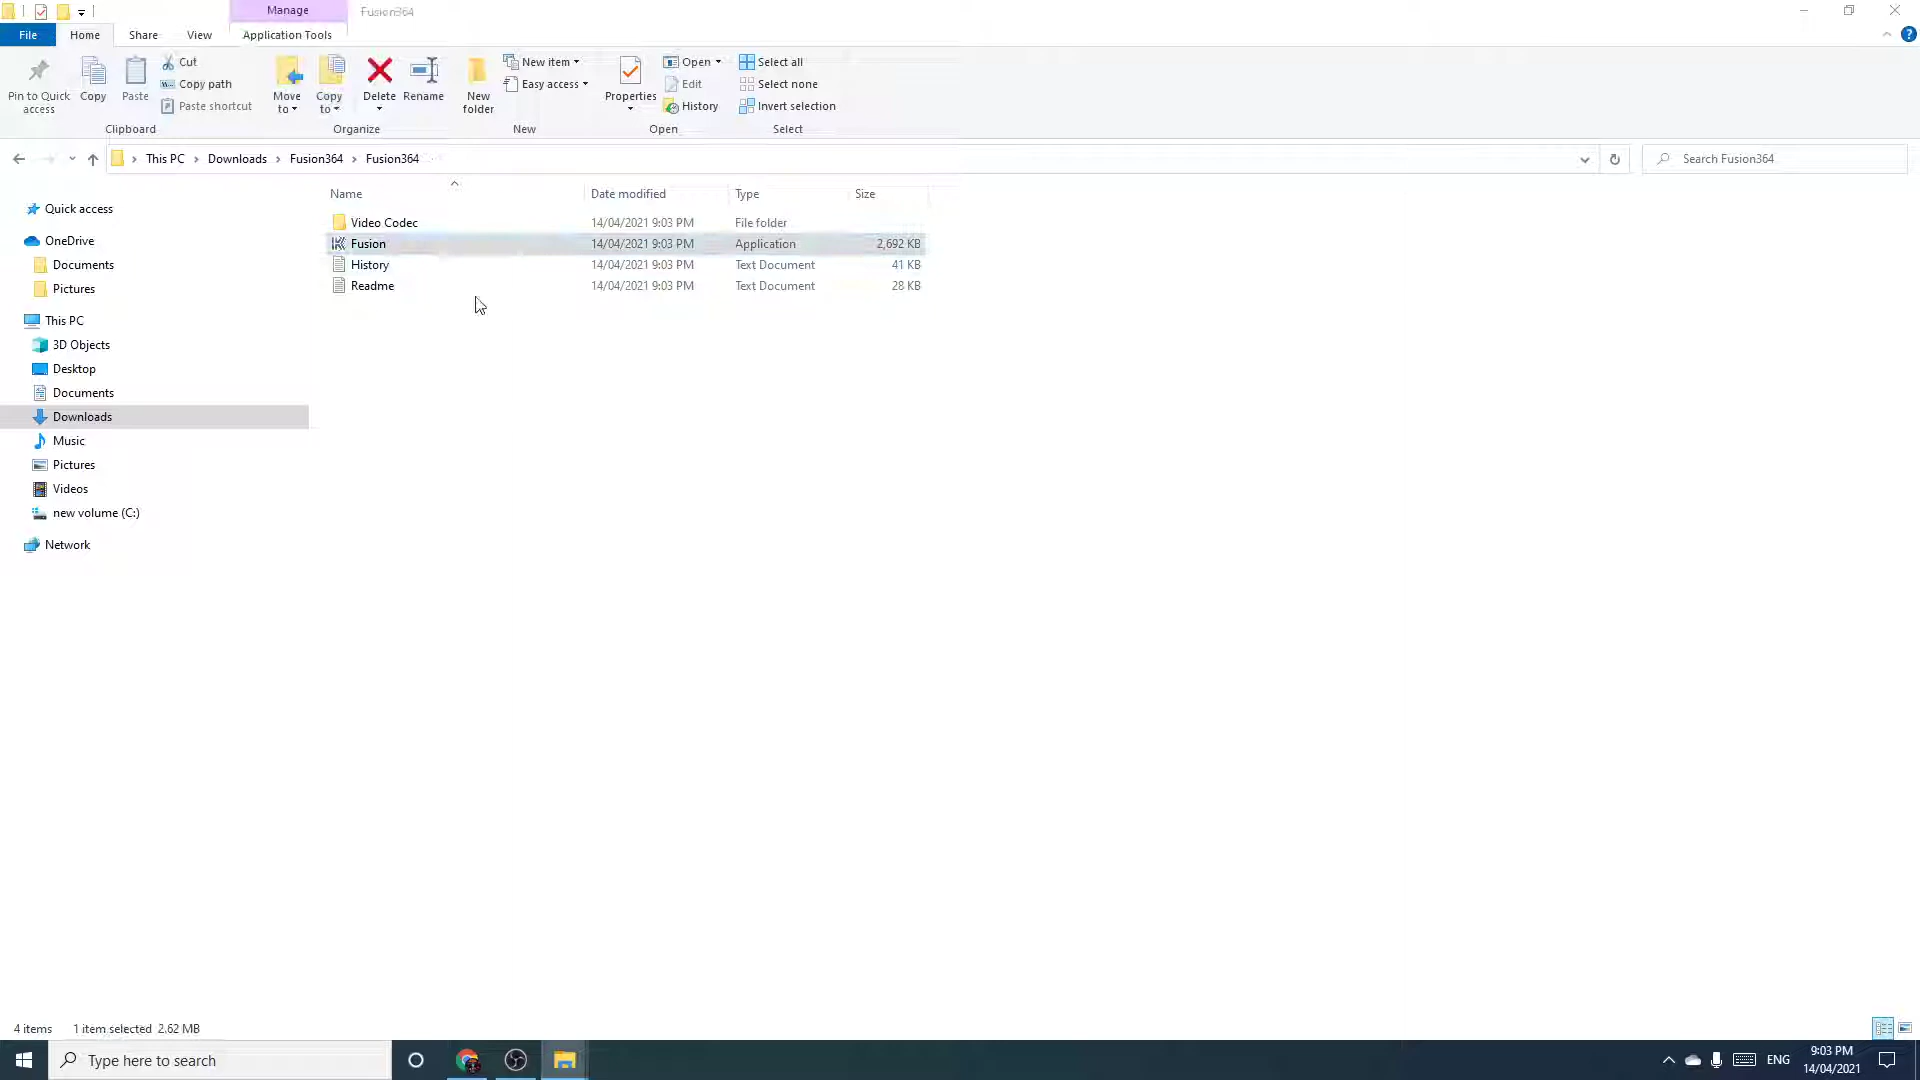 Manage
Fusion364
File
Home
Share
View
Application Tools
Pin to Quick access
Copy
Paste
Cut
Copy path
Paste shortcut
Clipboard
Move to
Copy to
Delete
Rename
Organize
New folder
New item
Easy access
New
Properties
Open
Edit
History
Open
Select all
Select none
Invert selection
Select
This PC
Downloads
Fusion364
Fusion364
Search Fusion364
Name
Date modified
Type
Size
Video Codec 14/04/2021 9:03 PM File folder
Fusion 14/04/2021 9:03 PM Application 2,692 KB
History 14/04/2021 9:03 PM Text Document 41 KB
Readme 14/04/2021 9:03 PM Text Document 28 KB
Quick access
OneDrive
Documents
Pictures
This PC
3D Objects
Desktop
Documents
Downloads
Music
Pictures
Videos
new volume (C:)
Network
4 items
1 item selected 2.62 MB
Type here to search
ENG
9:03 PM
14/04/2021